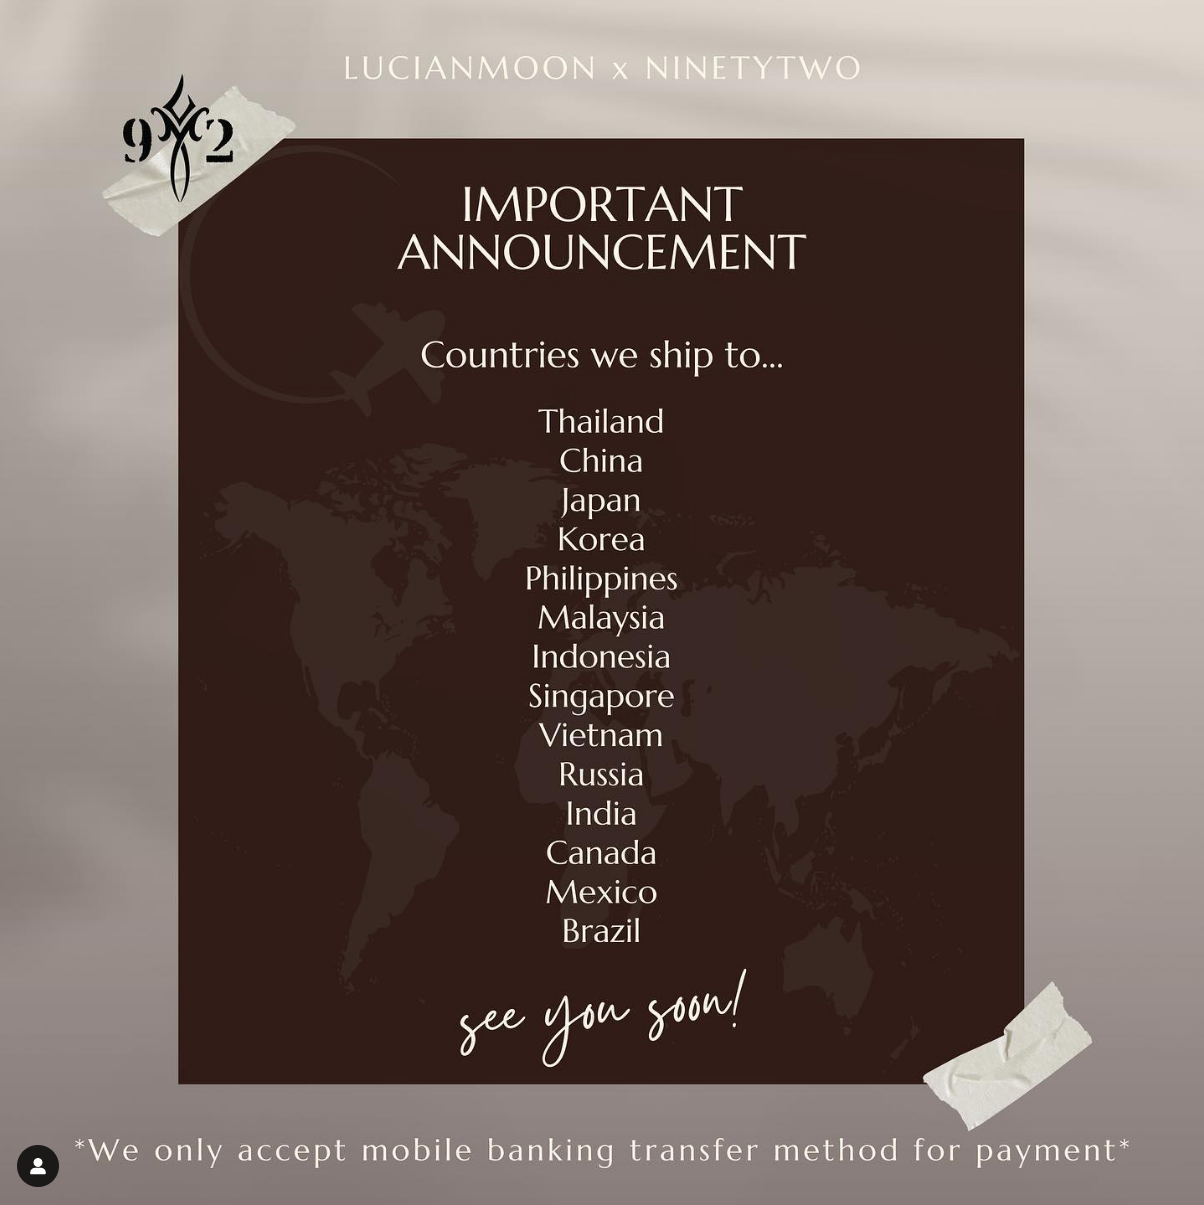 LUCIANMOON x NINETYTWO
92
IMPORTANT
ANNOUNCEMENT
Countries we ship to...
Thailand
China
Japan
Korea
Philippines
Malaysia
Indonesia
Singapore
Vietnam
Russia
India
Canada
Mexico
Brazil
see you soon!
*We only accept mobile banking transfer method for payment*